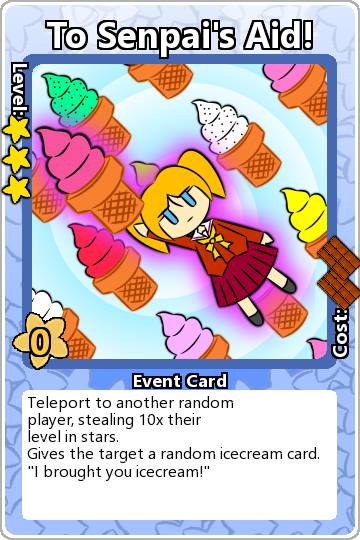 To Senpai's Aid!
Level:
0
Cost:
Event Card
Teleport to another random
player, stealing 10x their
level in stars.
Gives the target a random icecream card.
"I brought you icecream!"